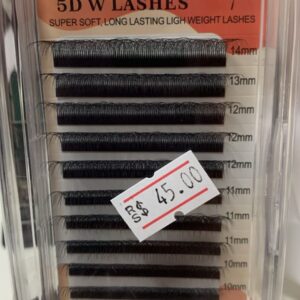 5D W LASHES
SUPER SOFT, LONG LASTING LIGH WEIGHT LASHES
14mm
13mm
12mm
12mm
12mm
11mm
11mm
11mm
10mm
10mm
R$ 45.00